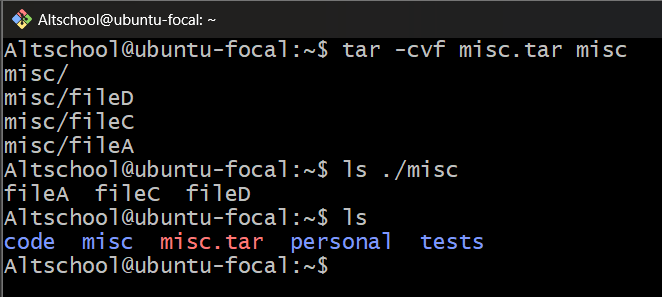 Altschool@ubuntu-focal: ~
Altschool@ubuntu-focal:~$ tar -cvf misc.tar misc
misc/
misc/fileD
misc/fileC
misc/fileA
Altschool@ubuntu-focal:~$ ls ./misc
fileA  fileC  fileD
Altschool@ubuntu-focal:~$ ls
code  misc  misc.tar  personal  tests
Altschool@ubuntu-focal:~$